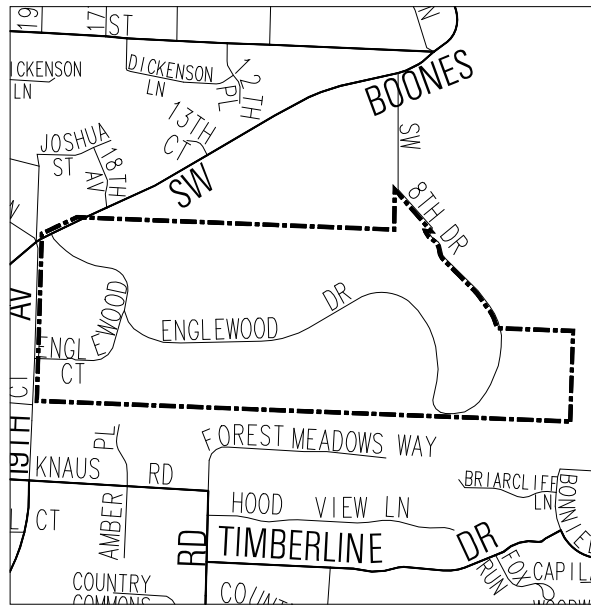 19
17
ST
DICKENSON
LN
12TH
PL
ICKENSON
LN
BOONES
13TH
CT
SW
JOSHUA
ST
18TH
AV
SW
8TH DR
AV
ENGLEWOOD
DR
ENGLEWOOD
ENGLE
CT
CT
19TH
PL
FOREST MEADOWS WAY
KNAUS RD
AMBER
BRIARCLIFF
LN
BONNIE
HOOD VIEW LN
CT
RD
TIMBERLINE DR
FOX
RUN
CAPIL
COUNTRY
COMMONS